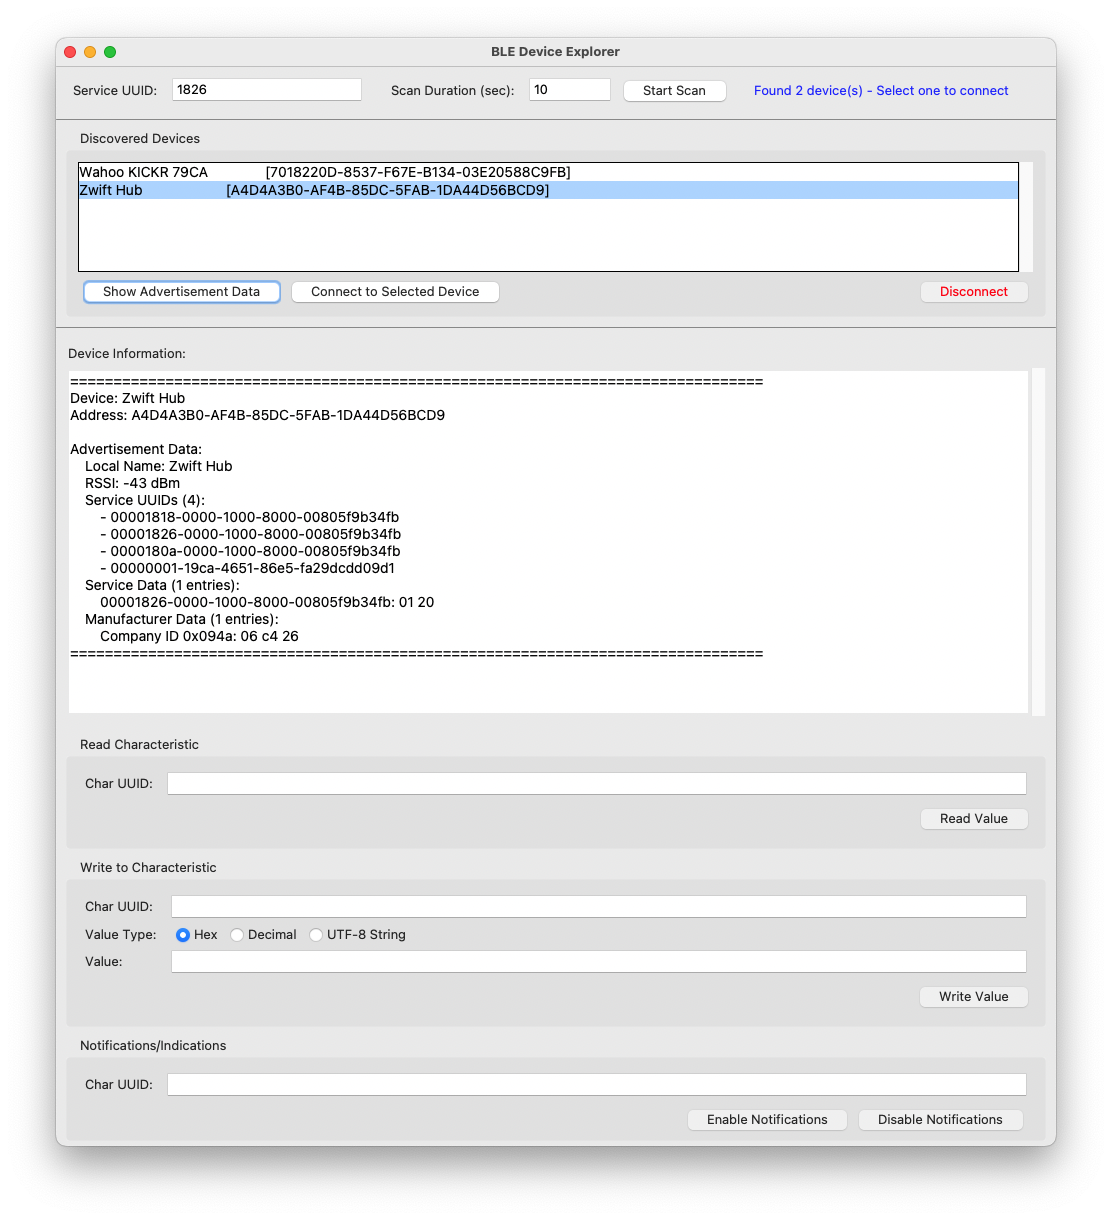 BLE Device Explorer
Service UUID: 1826 Scan Duration (sec): 10 Start Scan Found 2 device(s) - Select one to connect
Discovered Devices
Wahoo KICKR 79CA [7018220D-8537-F67E-B134-03E20588C9FB]
Zwift Hub [A4D4A3B0-AF4B-85DC-5FAB-1DA44D56BCD9]
Show Advertisement Data Connect to Selected Device Disconnect
Device Information:
================================================================================
Device: Zwift Hub
Address: A4D4A3B0-AF4B-85DC-5FAB-1DA44D56BCD9
Advertisement Data:
Local Name: Zwift Hub
RSSI: -43 dBm
Service UUIDs (4):
- 00001818-0000-1000-8000-00805f9b34fb
- 00001826-0000-1000-8000-00805f9b34fb
- 0000180a-0000-1000-8000-00805f9b34fb
- 00000001-19ca-4651-86e5-fa29dcdd09d1
Service Data (1 entries):
00001826-0000-1000-8000-00805f9b34fb: 01 20
Manufacturer Data (1 entries):
Company ID 0x094a: 06 c4 26
================================================================================
Read Characteristic
Char UUID:
Read Value
Write to Characteristic
Char UUID:
Value Type: Hex Decimal UTF-8 String
Value:
Write Value
Notifications/Indications
Char UUID:
Enable Notifications Disable Notifications